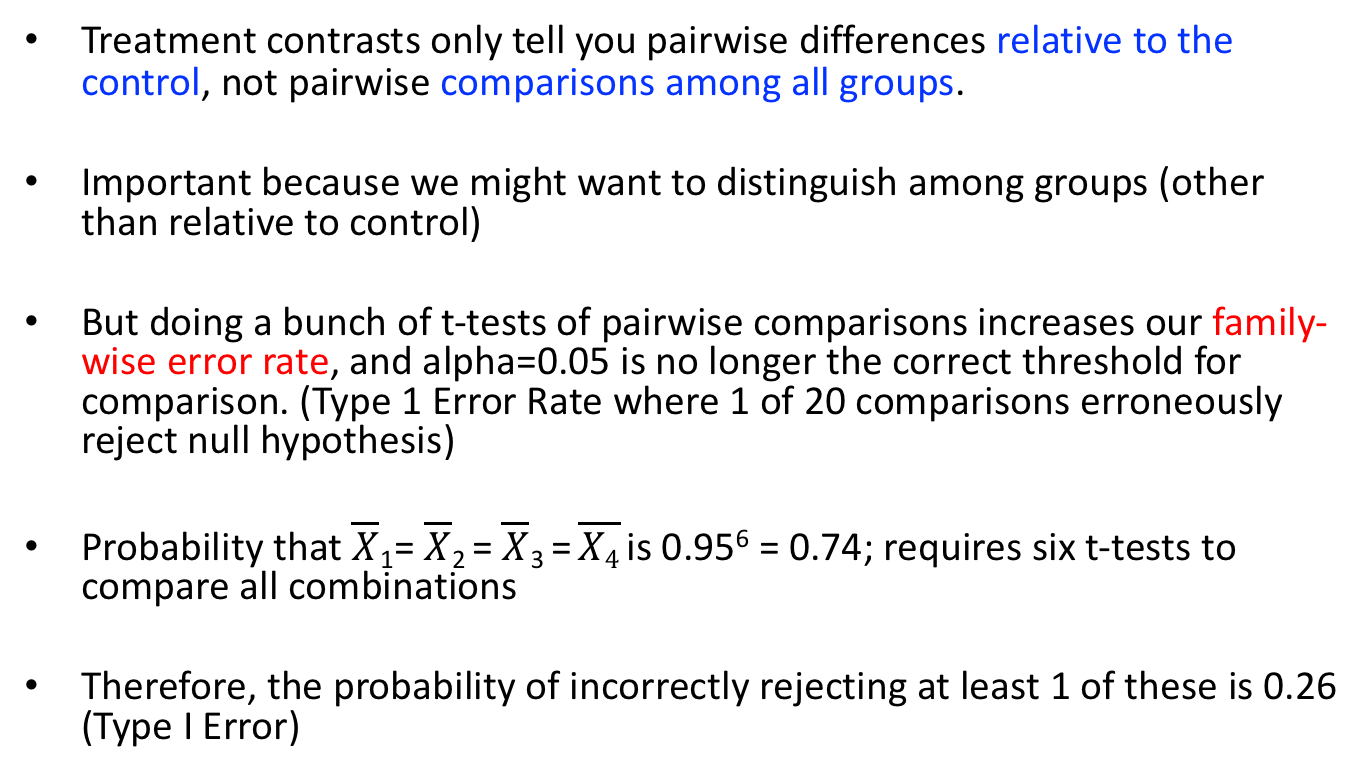 • Treatment contrasts only tell you pairwise differences relative to the
control, not pairwise comparisons among all groups.
• Important because we might want to distinguish among groups (other
than relative to control)
• But doing a bunch of t-tests of pairwise comparisons increases our family-
wise error rate, and alpha=0.05 is no longer the correct threshold for
comparison. (Type 1 Error Rate where 1 of 20 comparisons erroneously
reject null hypothesis)
• Probability that X̅₁= X̅₂ = X̅₃ = X̅₄ is 0.95⁶ = 0.74; requires six t-tests to
compare all combinations
• Therefore, the probability of incorrectly rejecting at least 1 of these is 0.26
(Type I Error)